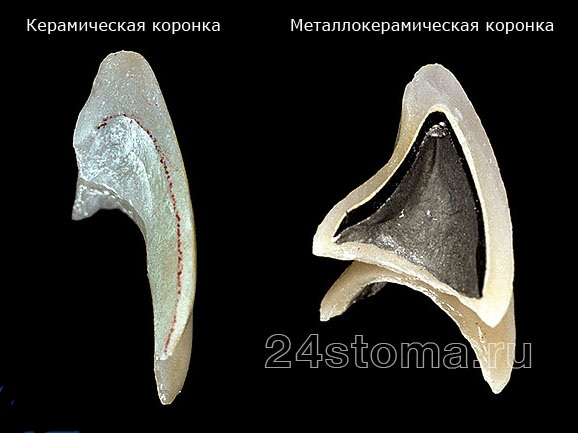 Керамическая коронка
Металлокерамическая коронка
24stoma.ru